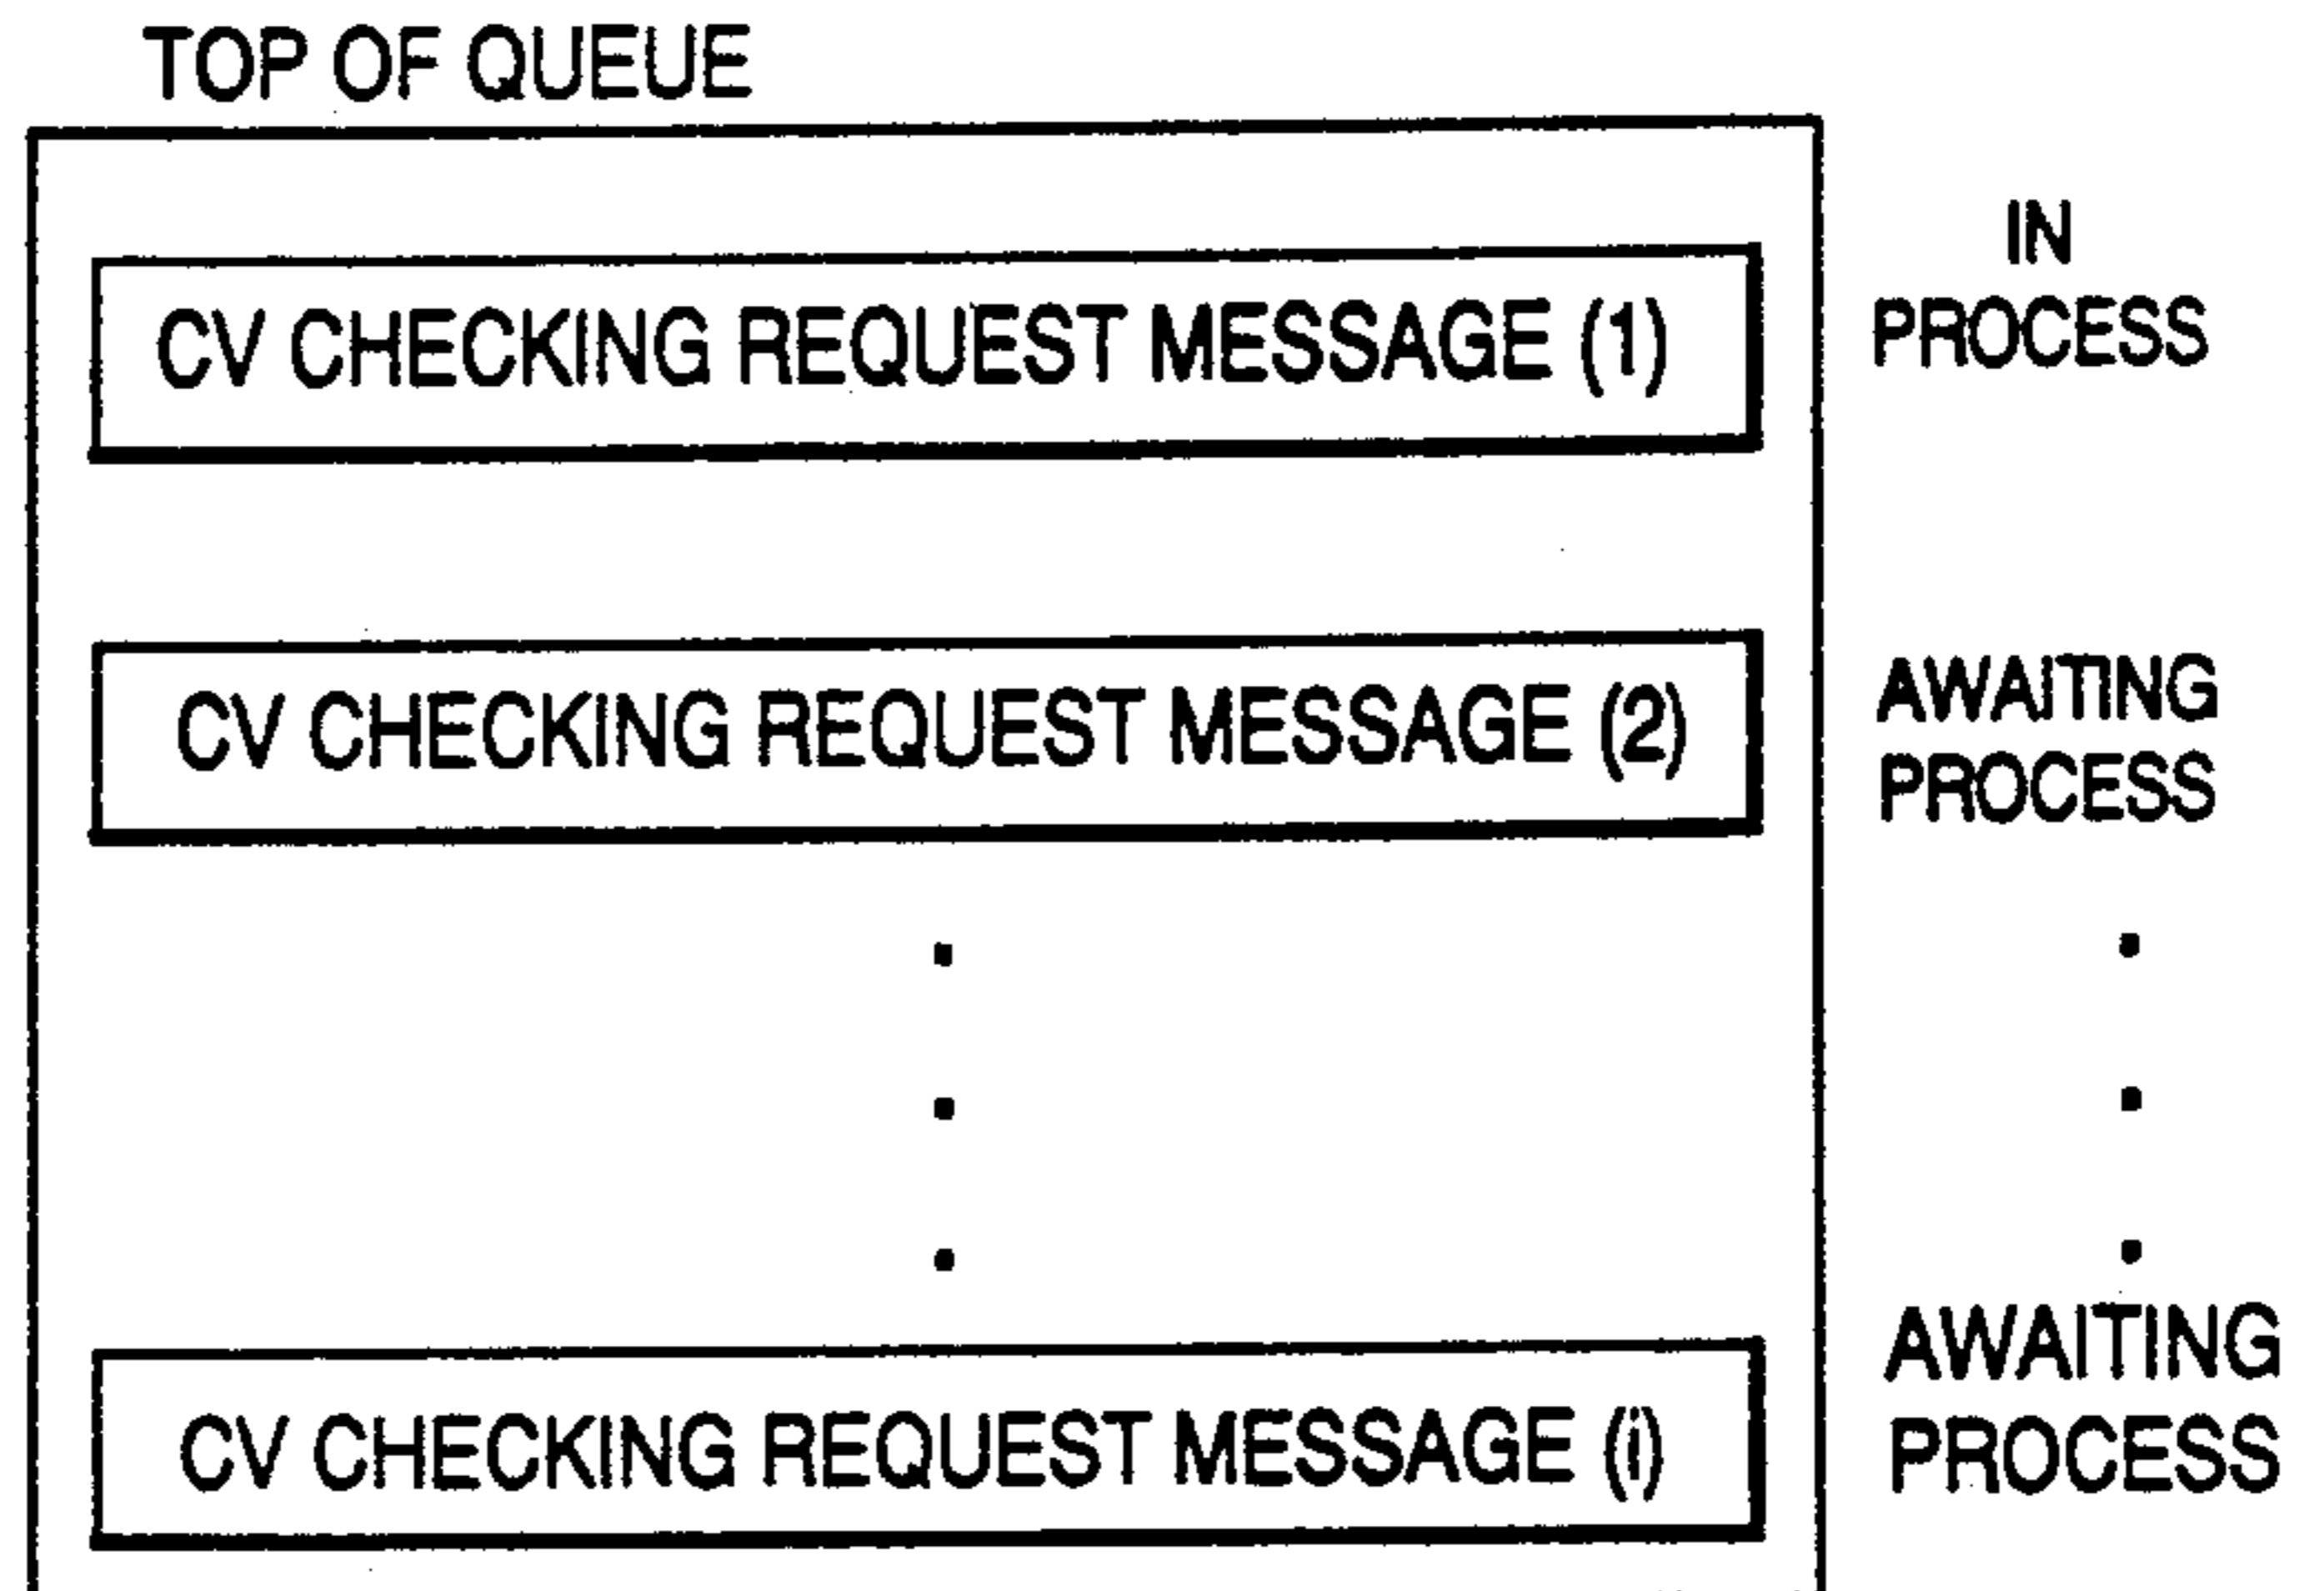 TOP OF QUEUE
CV CHECKING REQUEST MESSAGE (1)
IN
PROCESS
CV CHECKING REQUEST MESSAGE (2)
AWAITING
PROCESS
CV CHECKING REQUEST MESSAGE (i)
AWAITING
PROCESS